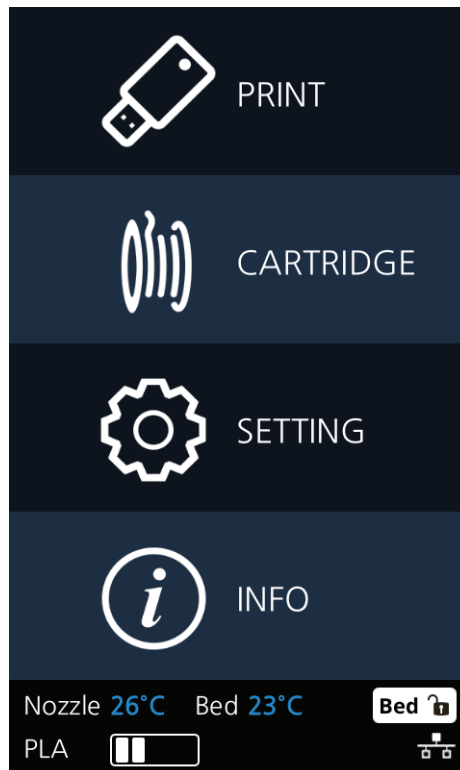 PRINT
CARTRIDGE
SETTING
i INFO
Nozzle 26°C Bed 23°C Bed
PLA